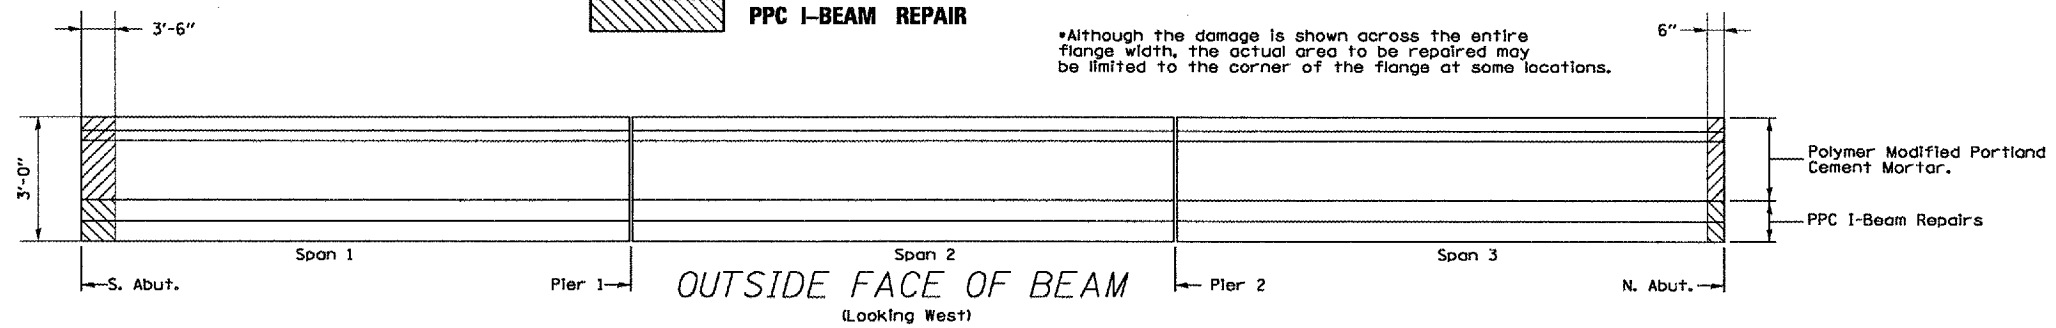 PPC I-BEAM REPAIR
3'-6"
*Although the damage is shown across the entire
flange width, the actual area to be repaired may
be limited to the corner of the flange at some locations.
6"
3'-0"
Polymer Modified Portland
Cement Mortar.
PPC I-Beam Repairs
Span 1
Span 2
Span 3
S. Abut.
Pier 1
OUTSIDE FACE OF BEAM
Pier 2
N. Abut.
(Looking West)